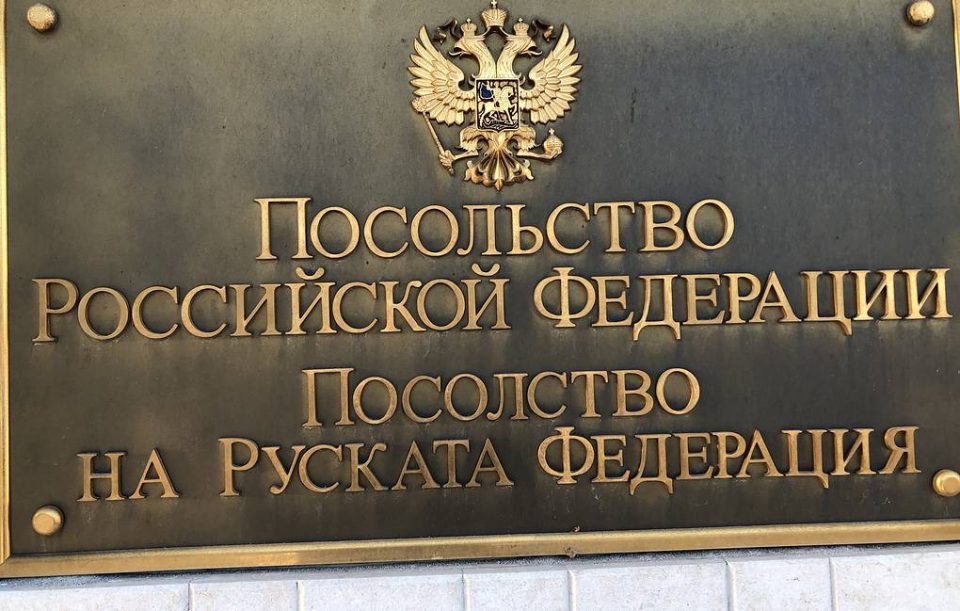 Посольство
Российской Федерации
Посолство
на Руската Федерация